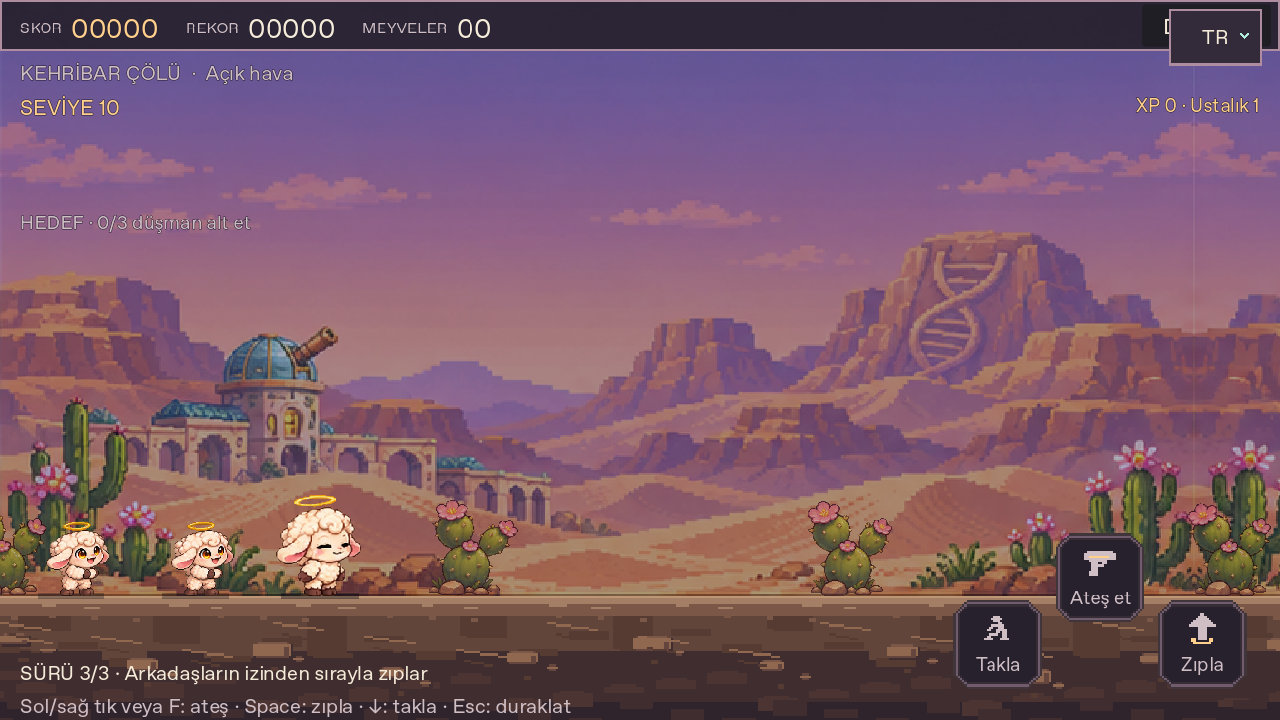 SKOR 00000 REKOR 00000 MEYVELER 00
TR
KEHRİBAR ÇÖLÜ · Açık hava
SEVİYE 10
XP 0 · Ustalık 1
HEDEF · 0/3 düşman alt et
Ateş et
Takla
Zıpla
SÜRÜ 3/3 · Arkadaşların izinden sırayla zıplar
Sol/sağ tık veya F: ateş · Space: zıpla · ↓: takla · Esc: duraklat